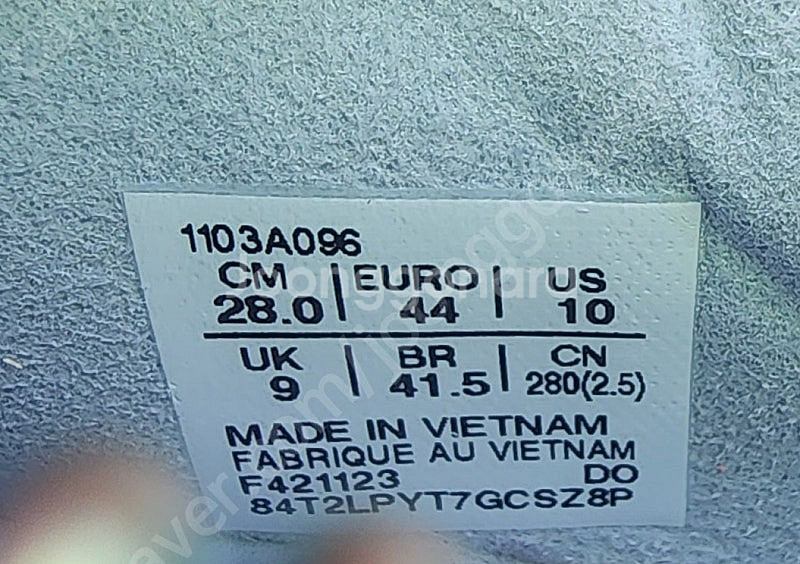 1103A096
CM | EURO | US
28.0 | 44 | 10
UK | BR | CN
9 | 41.5 | 280(2.5)
MADE IN VIETNAM
FABRIQUE AU VIETNAM
F421123 DO
84T2LPYT7GCSZ8P